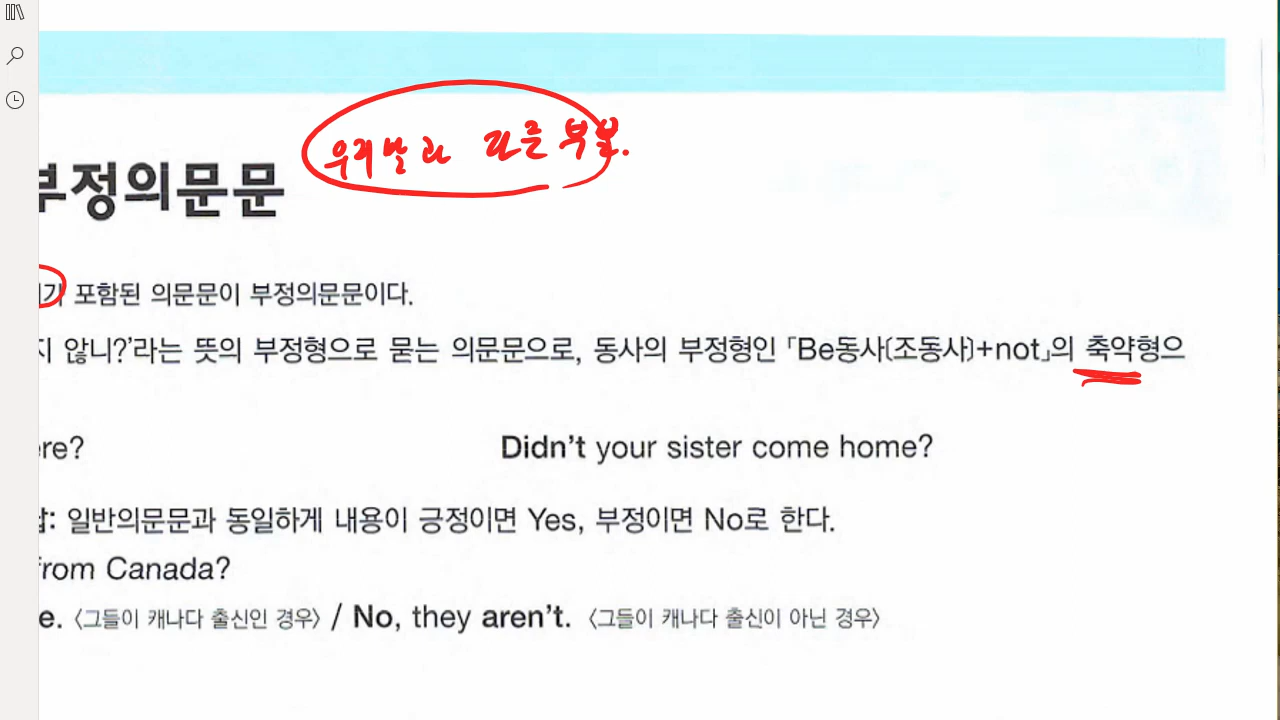 우리말과 다른 부분.
부정의문문
가 포함된 의문문이 부정의문문이다.
지 않니?'라는 뜻의 부정형으로 묻는 의문문으로, 동사의 부정형인 「Be동사(조동사)+not」의 축약형으
ere? Didn't your sister come home?
답: 일반의문문과 동일하게 내용이 긍정이면 Yes, 부정이면 No로 한다.
from Canada?
e. 〈그들이 캐나다 출신인 경우〉 / No, they aren't. 〈그들이 캐나다 출신이 아닌 경우〉